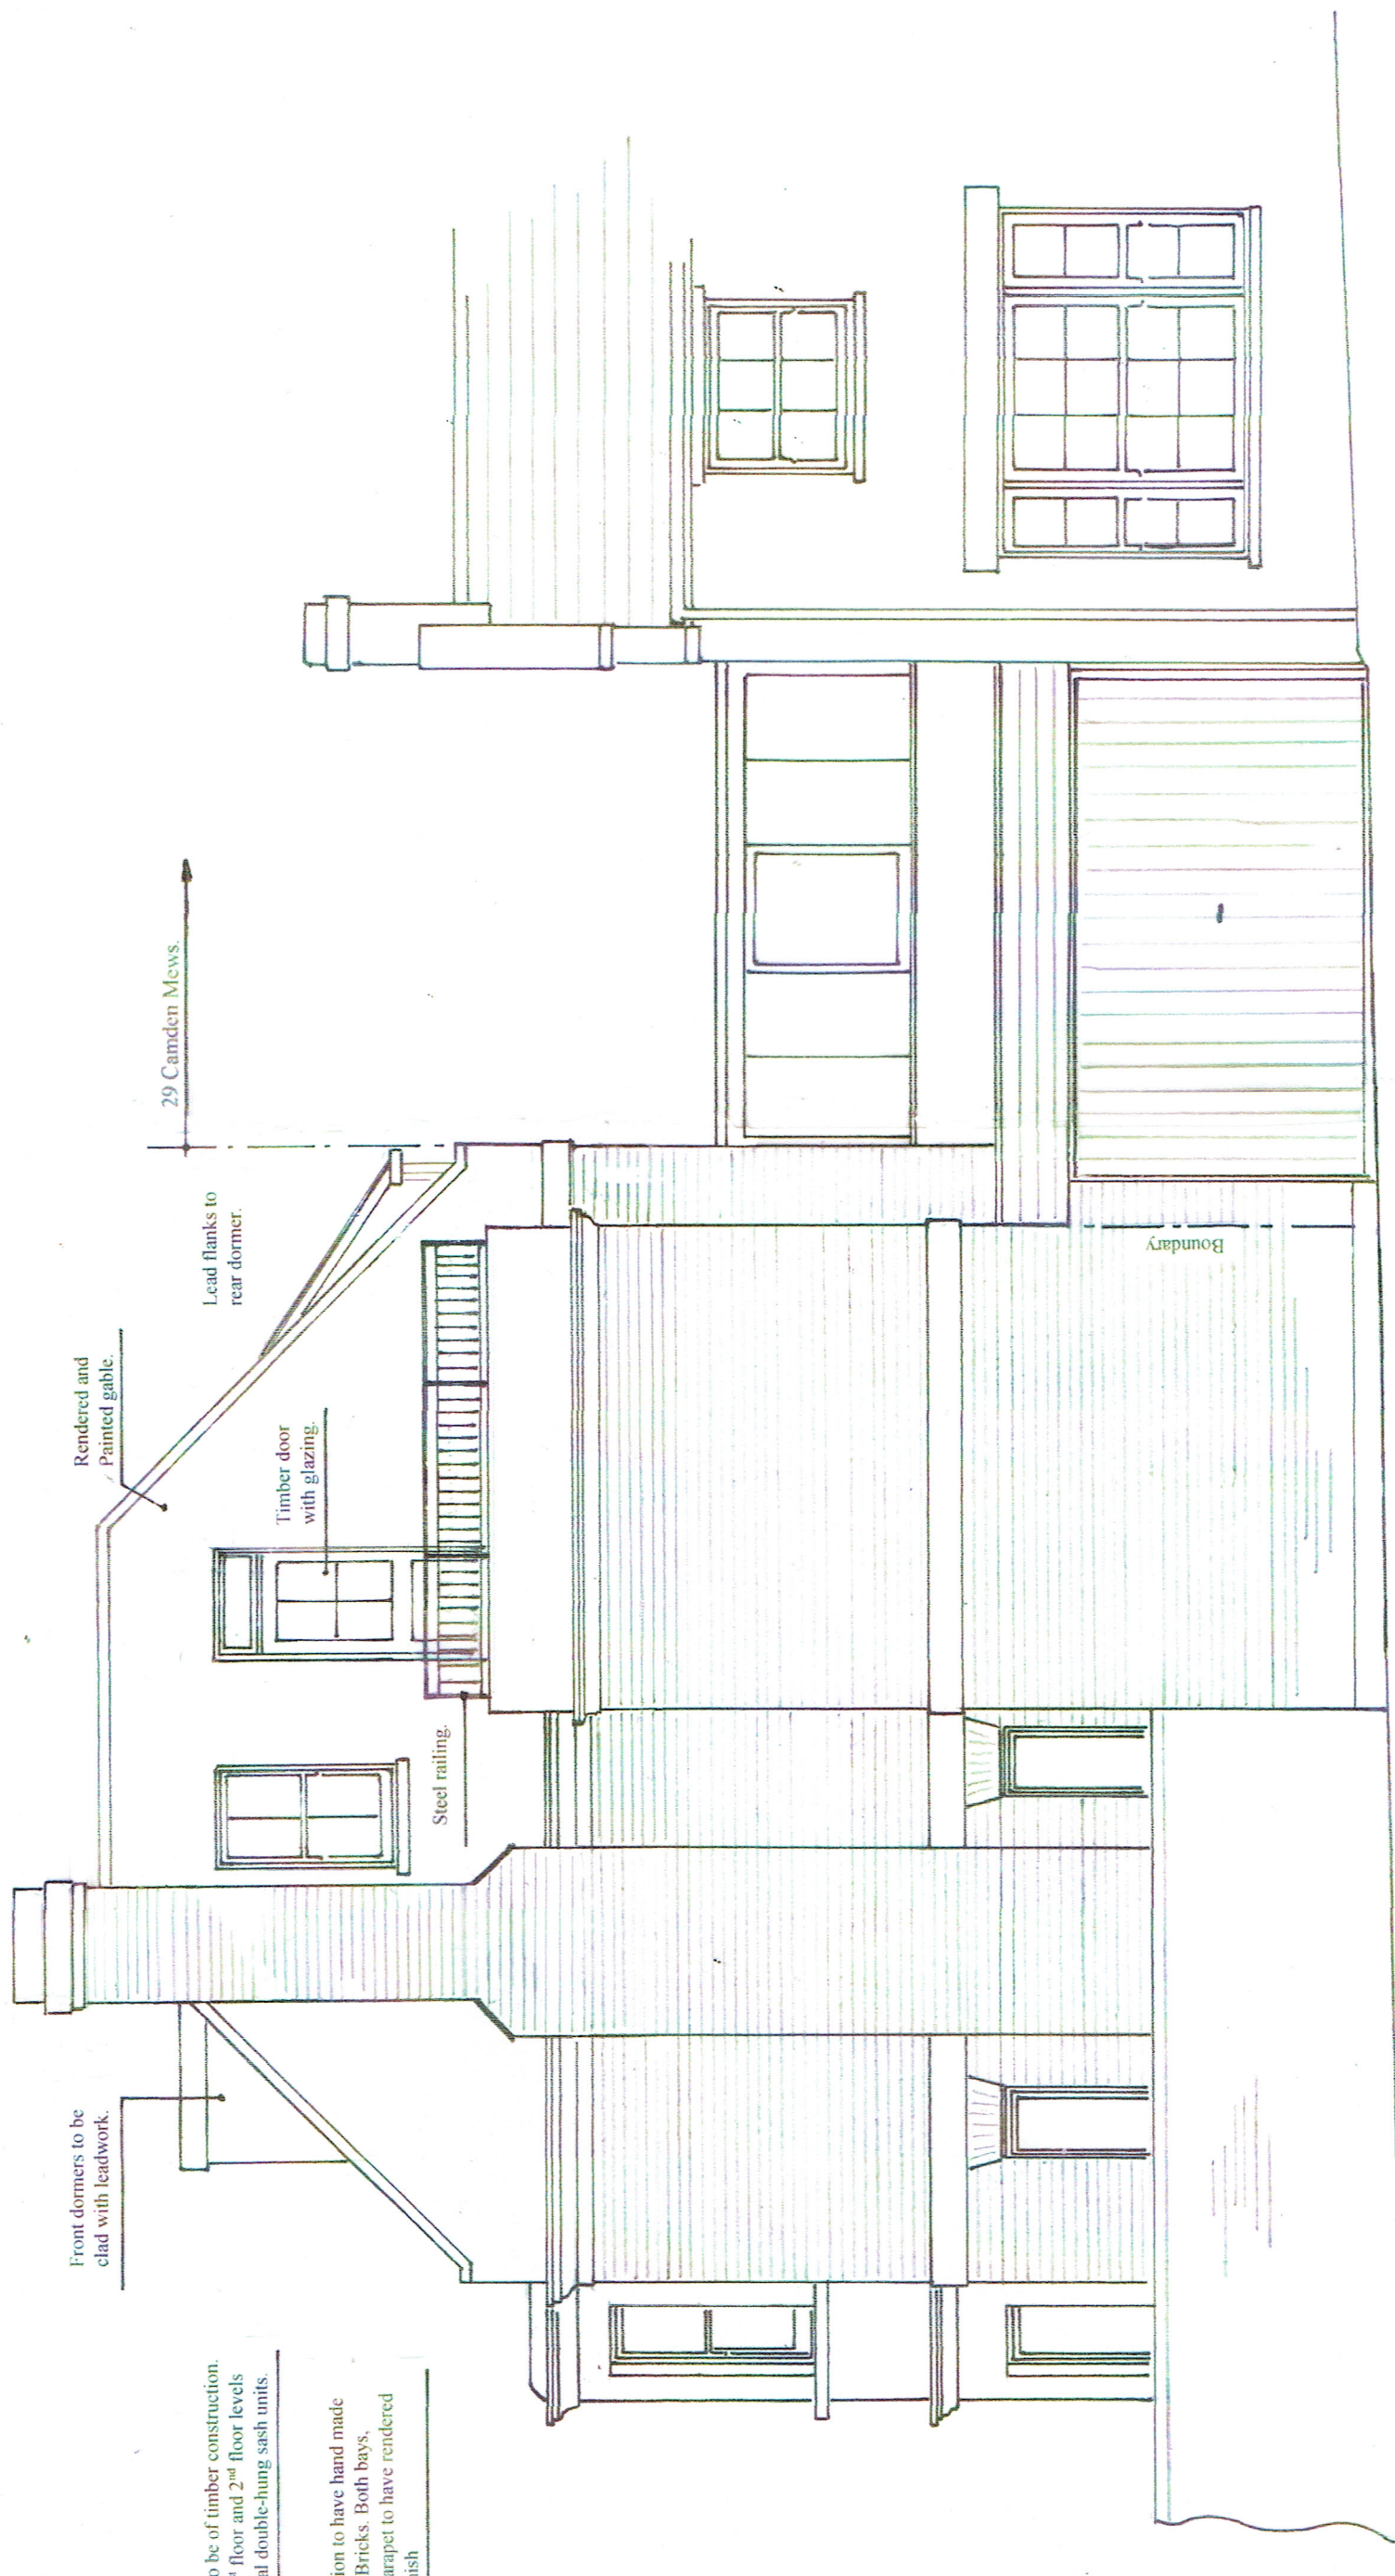 o be of timber construction.
floor and 2nd floor levels
al double-hung sash units.
ion to have hand made
Bricks. Both bays,
arapet to have rendered
ish
Front dormers to be
clad with leadwork.
Steel railing.
Timber door
with glazing.
Rendered and
Painted gable.
Lead flanks to
rear dormer.
29 Camden Mews.
Boundary